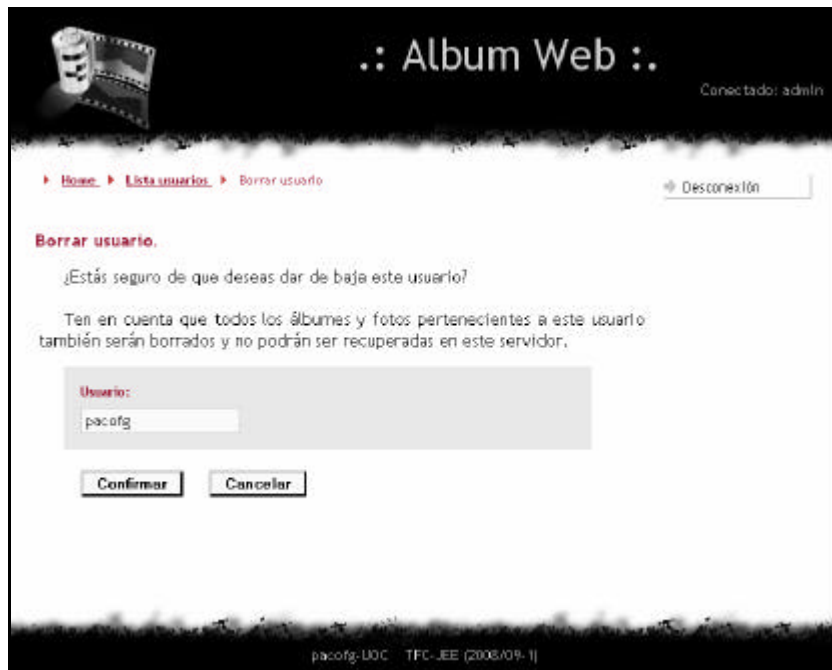 .: Album Web :.
Conectado: admin
Home Lista usuarios Borrar usuario
Desconexión
Borrar usuario.
¿Estás seguro de que deseas dar de baja este usuario?
Ten en cuenta que todos los álbumes y fotos pertenecientes a este usuario
también serán borrados y no podrán ser recuperadas en este servidor.
Usuario:
pacofg
Confirmar Cancelar
pacofg-UOC TFC-JEE (2008/09-1)